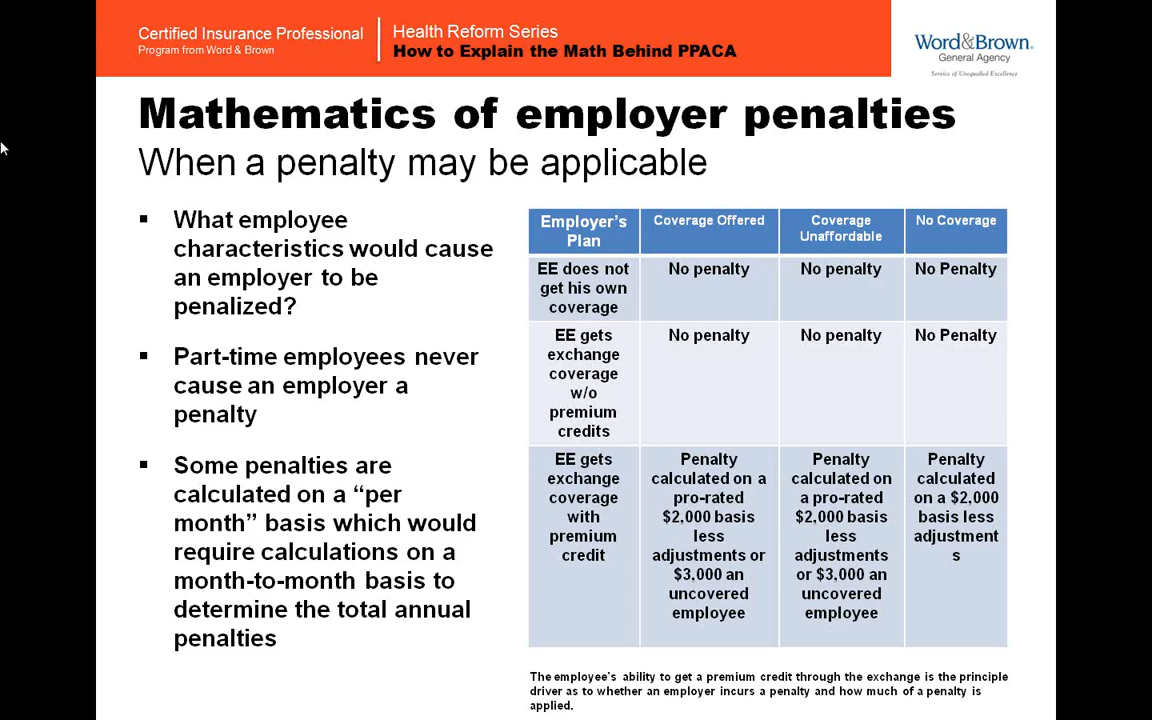 Certified Insurance Professional
Program from Word & Brown
Health Reform Series
How to Explain the Math Behind PPACA
Word&Brown.
General Agency
Service of Unequalled Excellence
Mathematics of employer penalties
When a penalty may be applicable
▪ What employee
characteristics would cause
an employer to be
penalized?
▪ Part-time employees never
cause an employer a
penalty
▪ Some penalties are
calculated on a “per
month” basis which would
require calculations on a
month-to-month basis to
determine the total annual
penalties
Employer’s
Plan
Coverage Offered
Coverage
Unaffordable
No Coverage
EE does not
get his own
coverage
No penalty
No penalty
No Penalty
EE gets
exchange
coverage
w/o
premium
credits
No penalty
No penalty
No Penalty
EE gets
exchange
coverage
with
premium
credit
Penalty
calculated on a
pro-rated
$2,000 basis
less
adjustments or
$3,000 an
uncovered
employee
Penalty
calculated on
a pro-rated
$2,000 basis
less
adjustments
or $3,000 an
uncovered
employee
Penalty
calculated
on a $2,000
basis less
adjustment
s
The employee’s ability to get a premium credit through the exchange is the principle
driver as to whether an employer incurs a penalty and how much of a penalty is
applied.